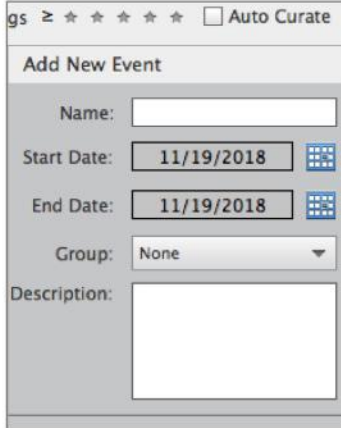 gs ≥ ★ ★ ★ ★ ★ Auto Curate
Add New Event
Name:
Start Date: 11/19/2018
End Date: 11/19/2018
Group: None
Description: